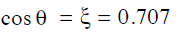 cos θ = ξ = 0.707